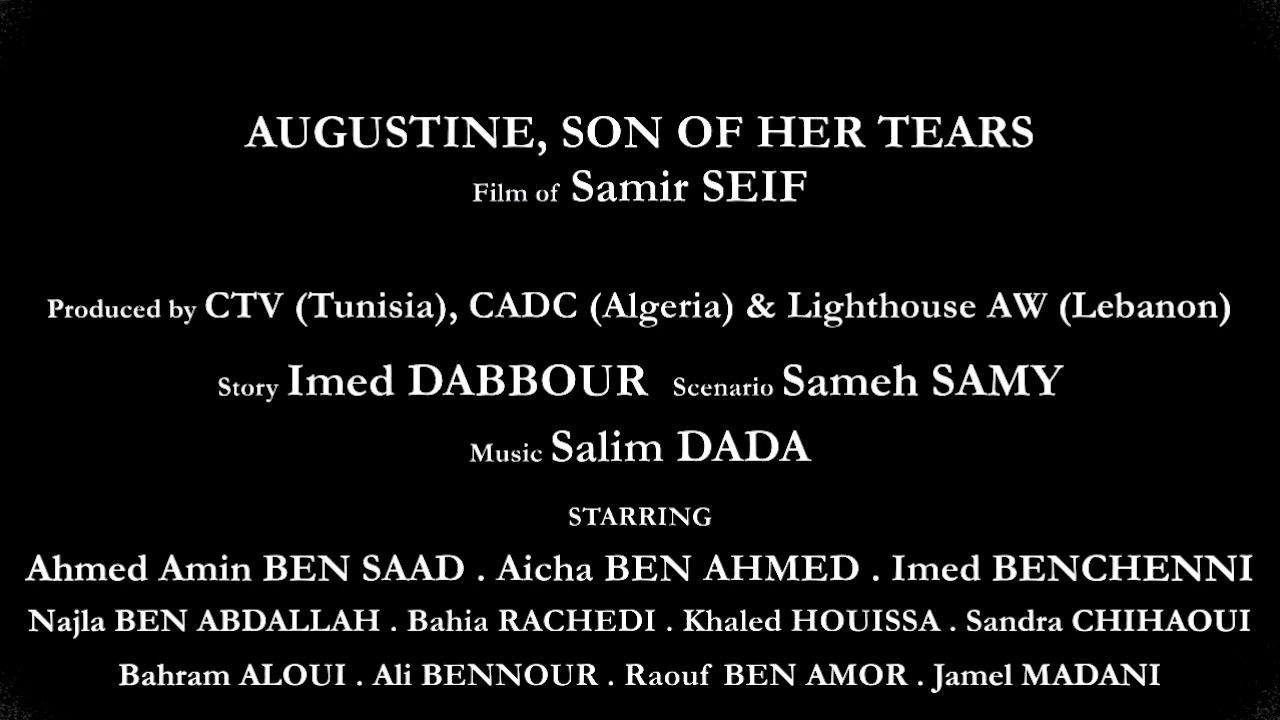 AUGUSTINE, SON OF HER TEARS
Film of Samir SEIF
Produced by CTV (Tunisia), CADC (Algeria) & Lighthouse AW (Lebanon)
Story Imed DABBOUR Scenario Sameh SAMY
Music Salim DADA
STARRING
Ahmed Amin BEN SAAD . Aicha BEN AHMED . Imed BENCHENNI
Najla BEN ABDALLAH . Bahia RACHEDI . Khaled HOUISSA . Sandra CHIHAOUI
Bahram ALOUI . Ali BENNOUR . Raouf BEN AMOR . Jamel MADANI